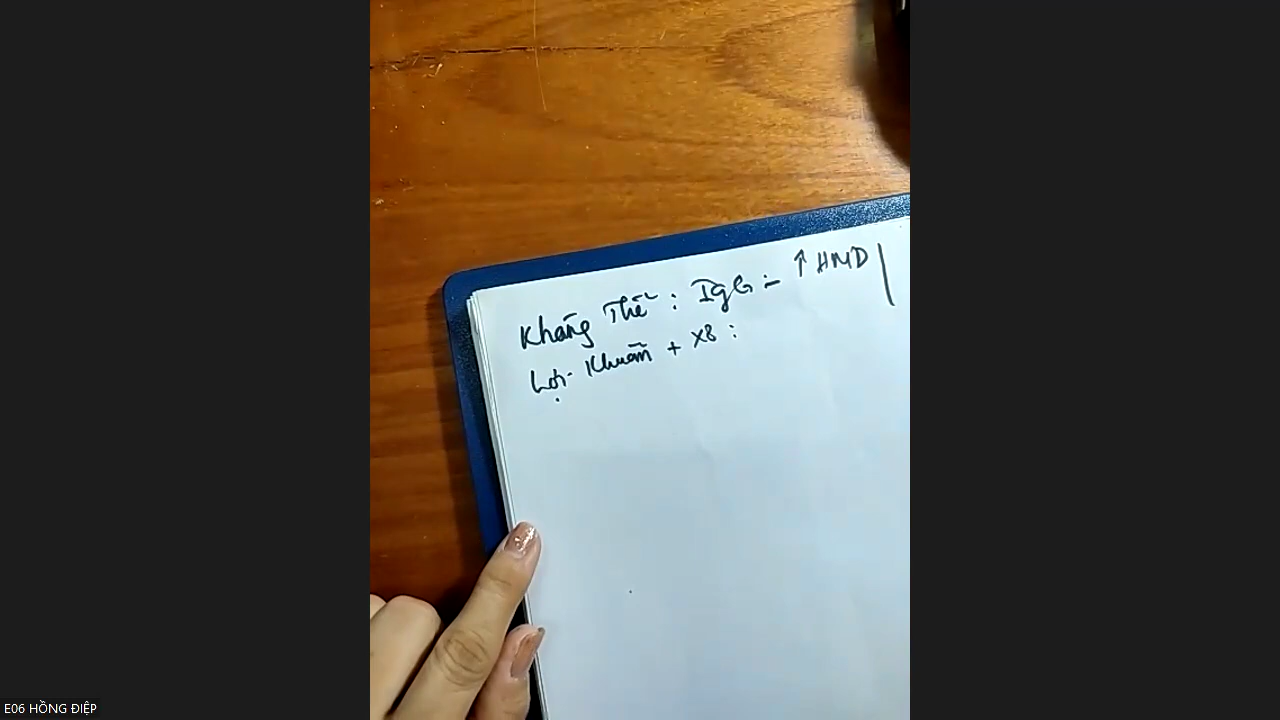 Kháng Thể : IgG := ↑ HMD |
Lợi Khuẩn + XB :
E06 HỒNG ĐIỆP